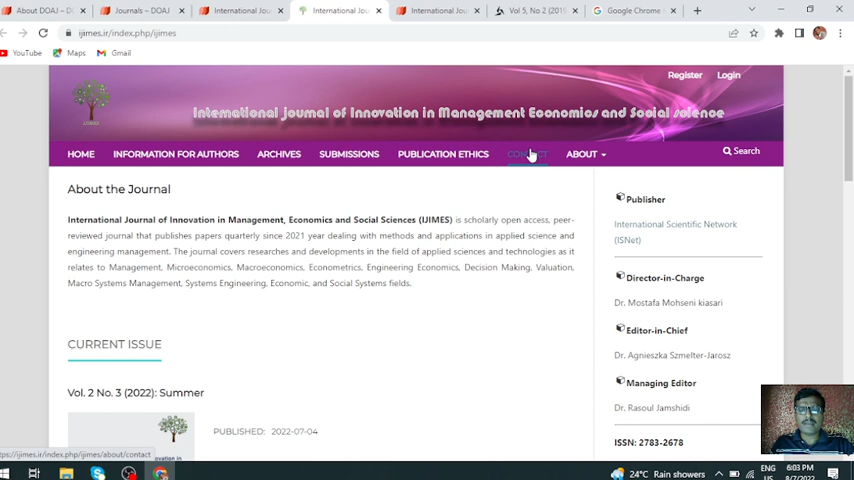 About DOAJ – D
Journals – DOAJ
International Jou
International Jou
International Jou
Vol 5, No 2 (2019
Google Chrome
ijimes.ir/index.php/ijimes
YouTube Maps Gmail
Register Login
International Journal of Innovation in Management Economics and Social science
HOME INFORMATION FOR AUTHORS ARCHIVES SUBMISSIONS PUBLICATION ETHICS CONTACT ABOUT Search
About the Journal
International Journal of Innovation in Management, Economics and Social Sciences (IJIMES) is scholarly open access, peer-
reviewed journal that publishes papers quarterly since 2021 year dealing with methods and applications in applied science and
engineering management. The journal covers researches and developments in the field of applied sciences and technologies as it
relates to Management, Microeconomics, Macroeconomics, Econometrics, Engineering Economics, Decision Making, Valuation,
Macro Systems Management, Systems Engineering, Economic, and Social Systems fields.
CURRENT ISSUE
Vol. 2 No. 3 (2022): Summer
PUBLISHED: 2022-07-04
Publisher
International Scientific Network
(ISNet)
Director-in-Charge
Dr. Mostafa Mohseni kiasari
Editor-in-Chief
Dr. Agnieszka Szmelter-Jarosz
Managing Editor
Dr. Rasoul Jamshidi
ISSN: 2783-2678
ttps://ijimes.ir/index.php/ijimes/about/contact
24°C Rain showers
ENG
US
6:03 PM
8/7/2022